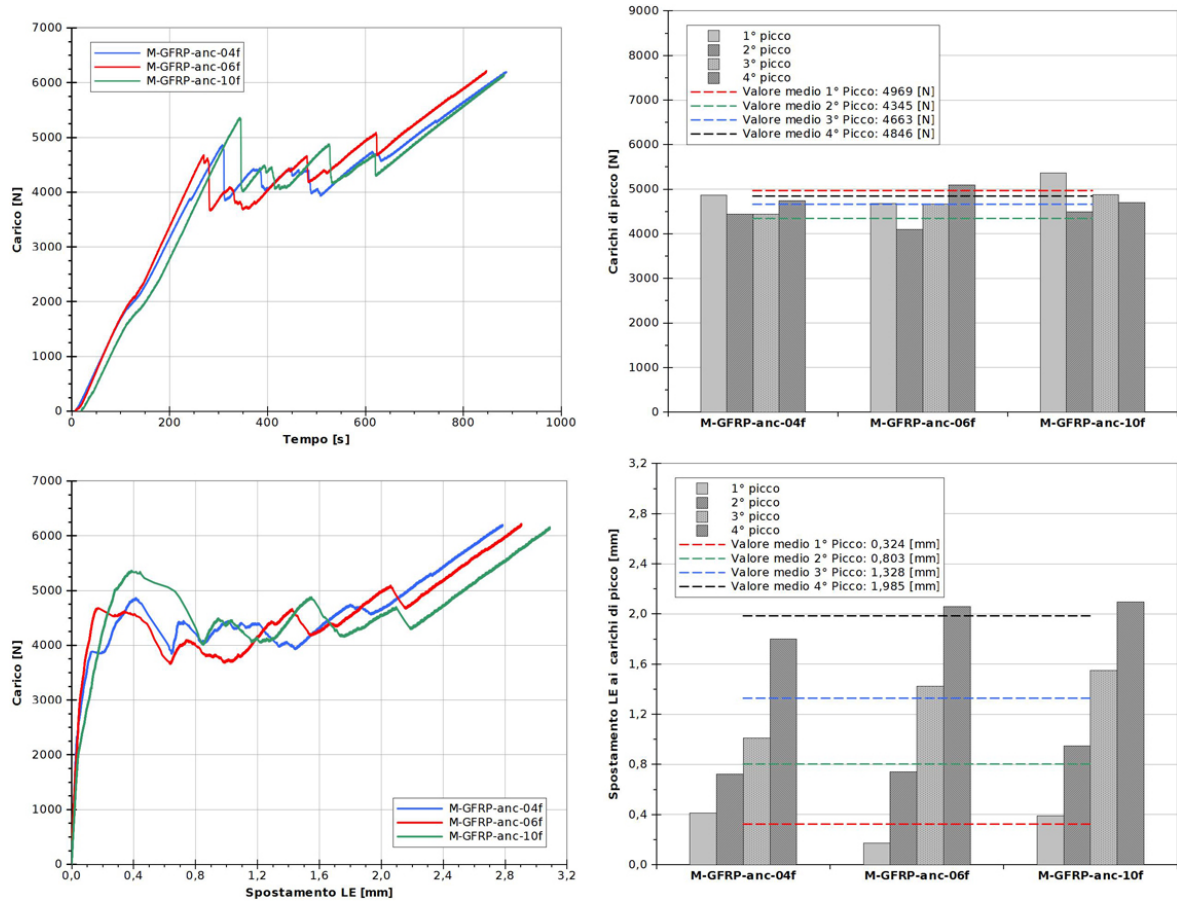 7000
6000
5000
4000
3000
2000
1000
0
Carico [N]
M-GFRP-anc-04f
M-GFRP-anc-06f
M-GFRP-anc-10f
0 200 400 600 800 1000
Tempo [s]
9000
8000
7000
6000
5000
4000
3000
2000
1000
0
Carichi di picco [N]
1° picco
2° picco
3° picco
4° picco
Valore medio 1° Picco: 4969 [N]
Valore medio 2° Picco: 4345 [N]
Valore medio 3° Picco: 4663 [N]
Valore medio 4° Picco: 4846 [N]
M-GFRP-anc-04f M-GFRP-anc-06f M-GFRP-anc-10f
7000
6000
5000
4000
3000
2000
1000
0
Carico [N]
M-GFRP-anc-04f
M-GFRP-anc-06f
M-GFRP-anc-10f
0,0 0,4 0,8 1,2 1,6 2,0 2,4 2,8 3,2
Spostamento LE [mm]
3,2
2,8
2,4
2,0
1,6
1,2
0,8
0,4
0,0
Spostamento LE ai carichi di picco [mm]
1° picco
2° picco
3° picco
4° picco
Valore medio 1° Picco: 0,324 [mm]
Valore medio 2° Picco: 0,803 [mm]
Valore medio 3° Picco: 1,328 [mm]
Valore medio 4° Picco: 1,985 [mm]
M-GFRP-anc-04f M-GFRP-anc-06f M-GFRP-anc-10f